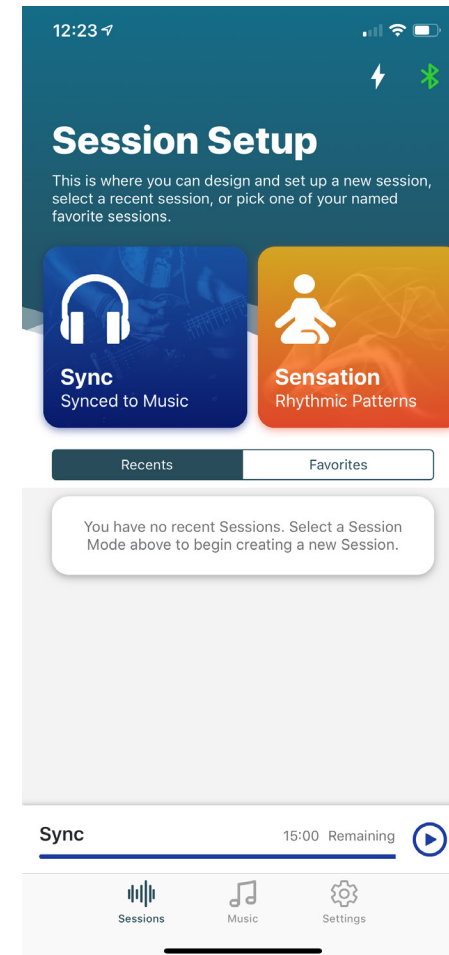 12:23
Session Setup
This is where you can design and set up a new session,
select a recent session, or pick one of your named
favorite sessions.
Sync
Synced to Music
Sensation
Rhythmic Patterns
Recents
Favorites
You have no recent Sessions. Select a Session
Mode above to begin creating a new Session.
Sync
15:00 Remaining
Sessions
Music
Settings